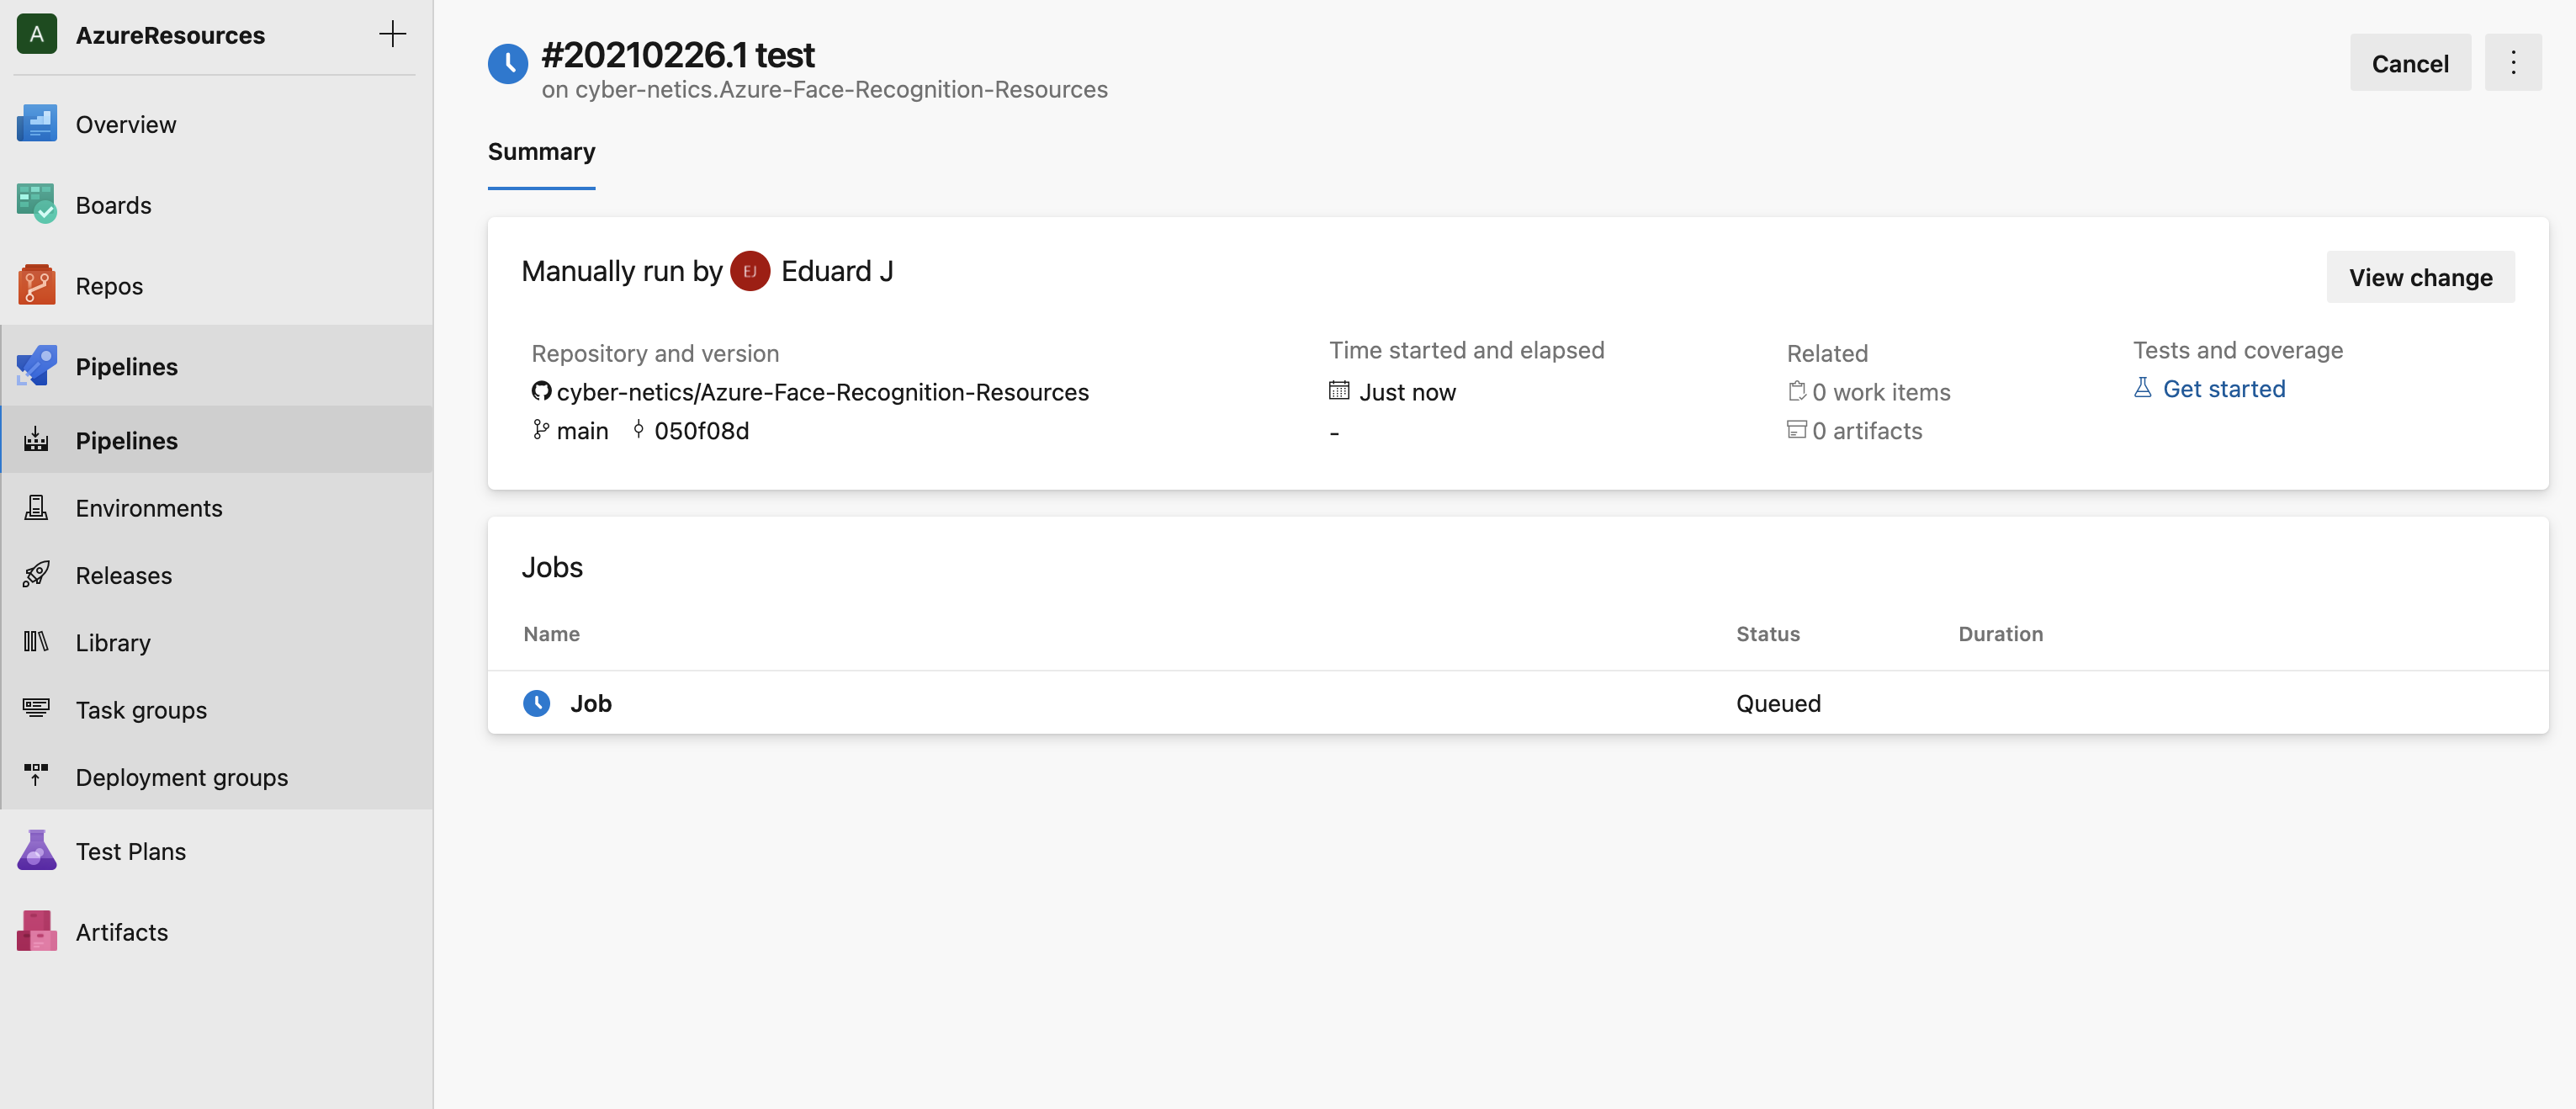 A AzureResources
Overview
Boards
Repos
Pipelines
Pipelines
Environments
Releases
Library
Task groups
Deployment groups
Test Plans
Artifacts
#20210226.1 test
on cyber-netics.Azure-Face-Recognition-Resources
Cancel
Summary
Manually run by EJ Eduard J
View change
Repository and version
cyber-netics/Azure-Face-Recognition-Resources
main 050f08d
Time started and elapsed
Just now
-
Related
0 work items
0 artifacts
Tests and coverage
Get started
Jobs
Name Status Duration
Job Queued